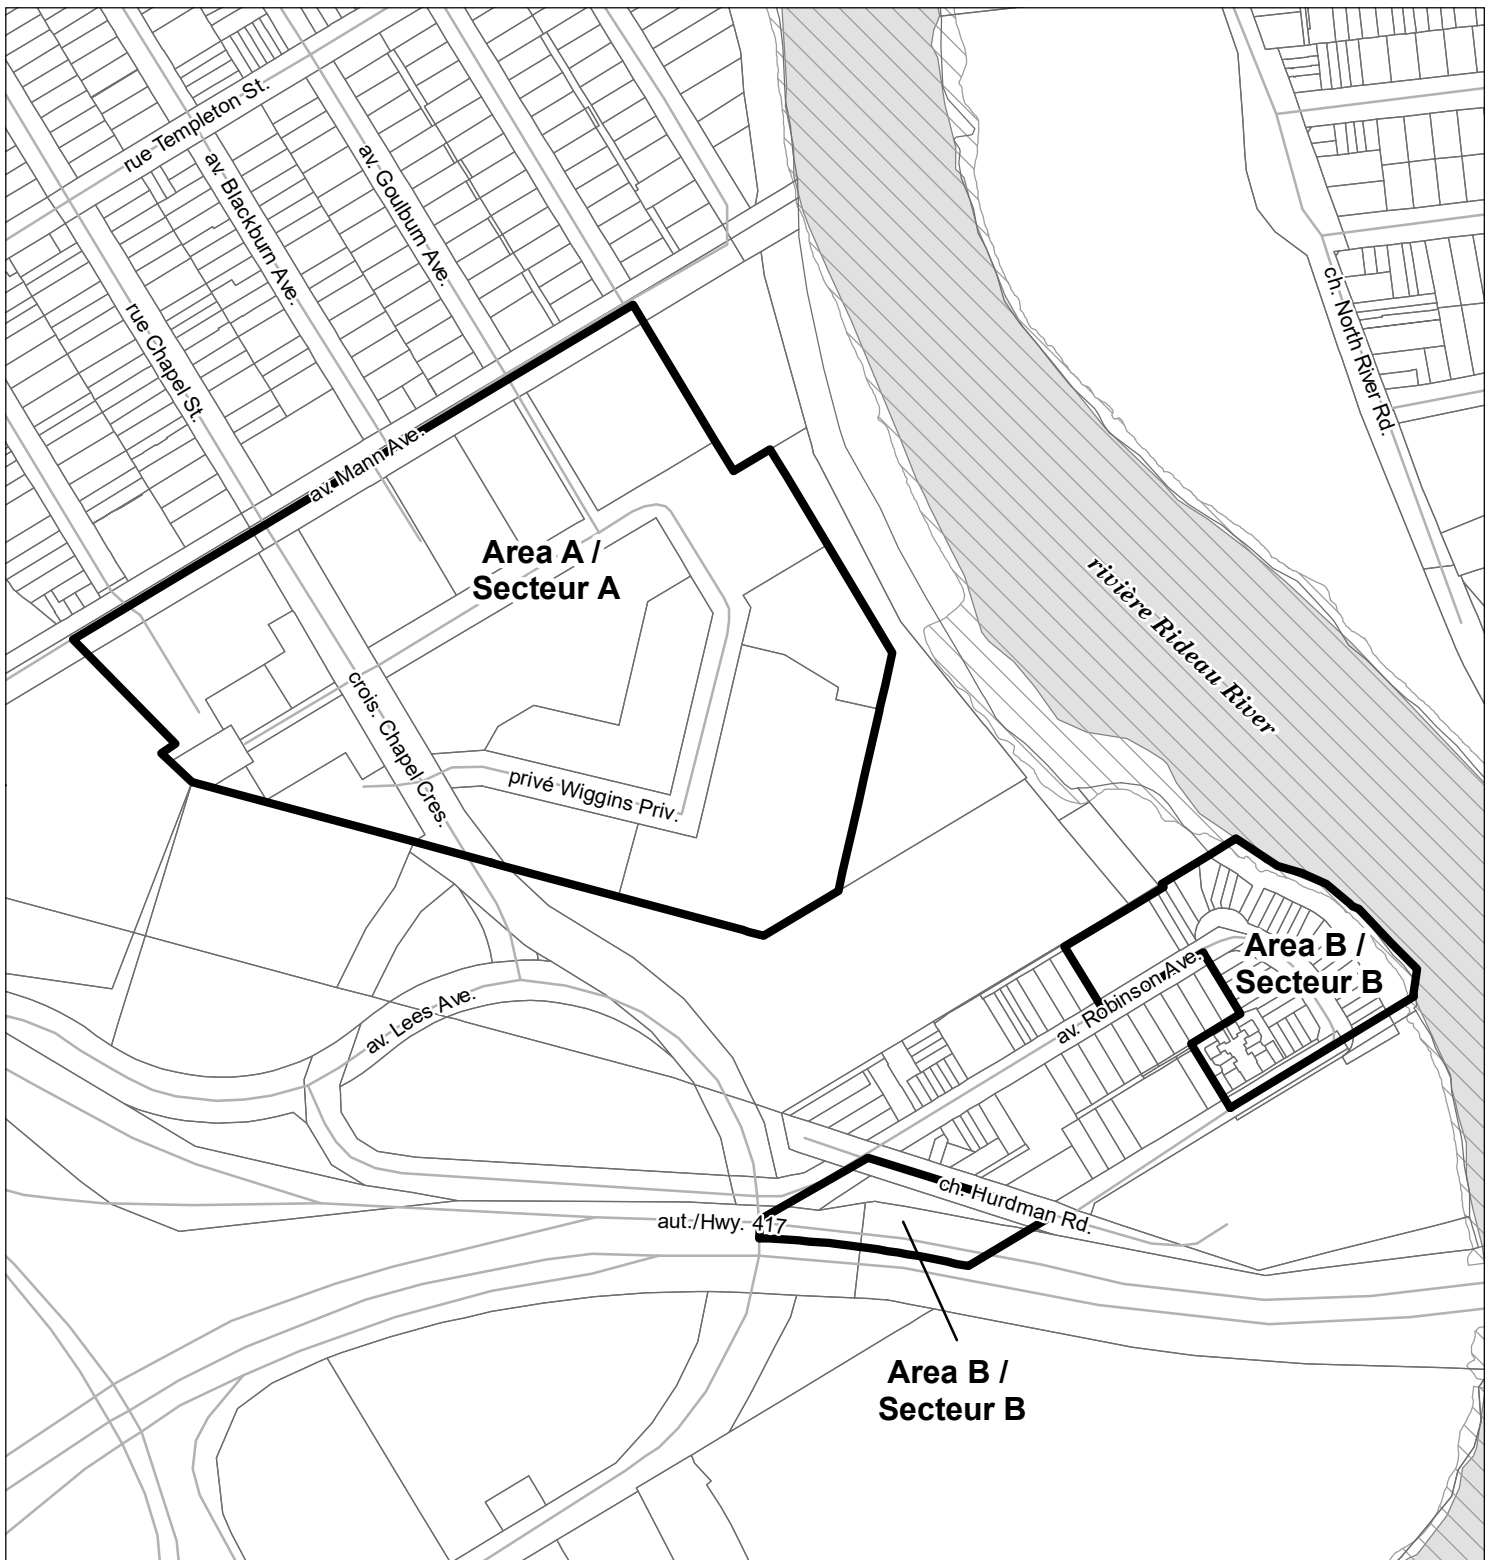 rue Templeton St.
av. Blackburn Ave.
av. Goulburn Ave.
rue Chapel St.
ch. North River Rd.
av. Mann Ave.
Area A /
Secteur A
rivière Rideau River
crois. Chapel Cres.
privé Wiggins Priv.
Area B /
Secteur B
av. Robinson Ave.
av. Lees Ave.
ch. Hurdman Rd.
aut./Hwy. 417
Area B /
Secteur B